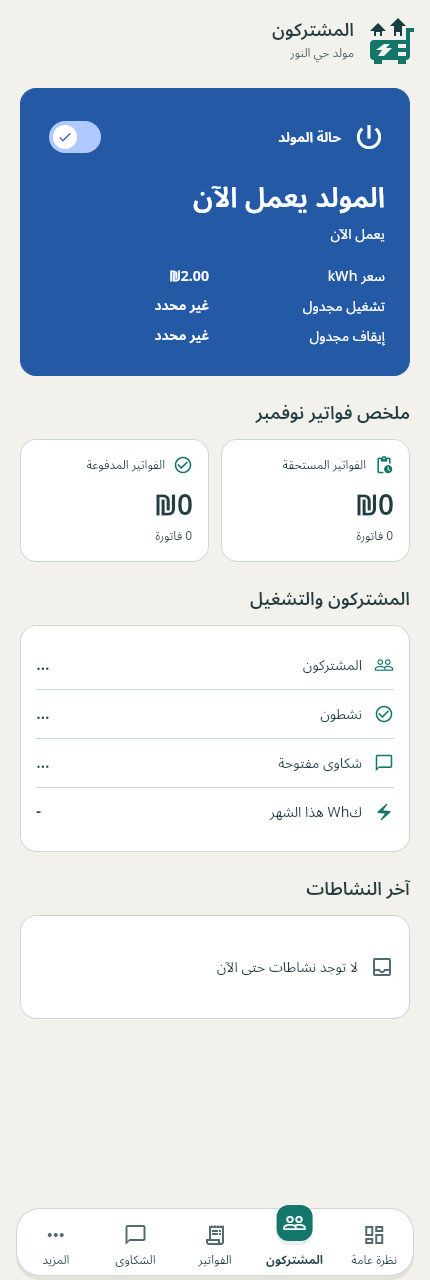 المشتركون
مولد حي النور
حالة المولد
المولد يعمل الآن
يعمل الآن
سعر kWh
₪2.00
تشغيل مجدول
غير محدد
إيقاف مجدول
غير محدد
ملخص فواتير نوفمبر
الفواتير المستحقة
₪0
0 فاتورة
الفواتير المدفوعة
₪0
0 فاتورة
المشتركون والتشغيل
المشتركون
...
نشطون
...
شكاوى مفتوحة
...
كWh هذا الشهر
-
آخر النشاطات
لا توجد نشاطات حتى الآن
نظرة عامة
المشتركون
الفواتير
الشكاوى
المزيد